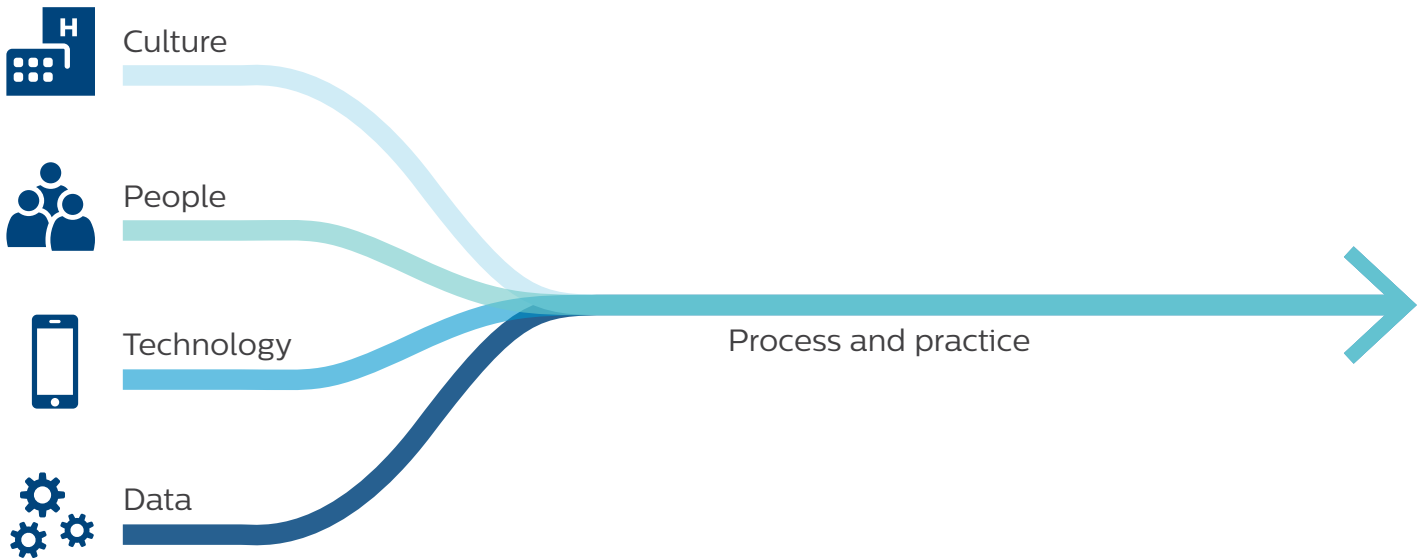 H
Culture
People
Technology
Process and practice
Data